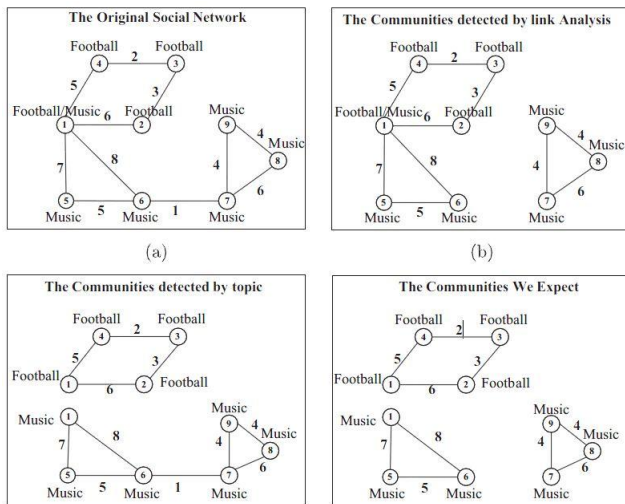 The Original Social Network
Football
Football
4
2
3
5
3
Football/Music
Football
1
6
2
Music
9
4
Music
8
7
8
4
6
5
5
6
1
7
Music
Music
Music
(a)
The Communities detected by link Analysis
Football
Football
4
2
3
5
3
Football/Music
Football
1
6
2
Music
9
4
Music
8
7
8
4
6
5
5
6
7
Music
Music
Music
(b)
The Communities detected by topic
Football
Football
4
2
3
5
3
Football
1
6
2
Football
Music
1
Music
9
4
Music
8
7
8
4
6
5
5
6
1
7
Music
Music
Music
The Communities We Expect
Football
Football
4
2
3
5
3
Football
1
6
2
Football
Music
1
Music
9
4
Music
8
7
8
4
6
5
5
6
7
Music
Music
Music